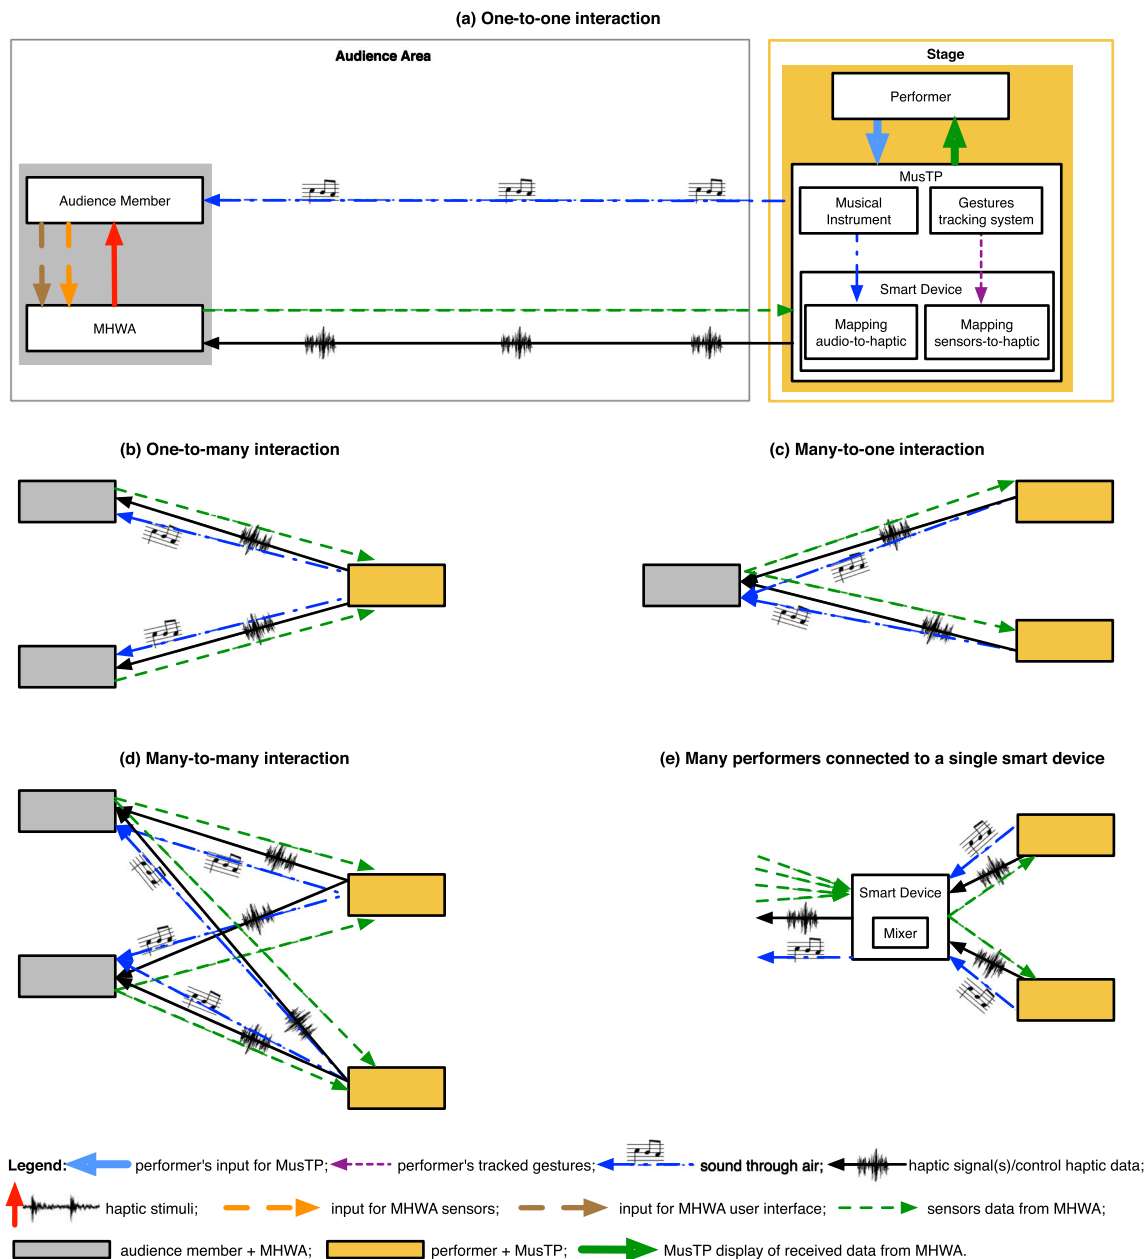 (a) One-to-one interaction
Audience Area
Stage
Performer
MusTP
Audience Member
Musical
Instrument
Gestures
tracking system
Smart Device
MHWA
Mapping
audio-to-haptic
Mapping
sensors-to-haptic
(b) One-to-many interaction
(c) Many-to-one interaction
(d) Many-to-many interaction
(e) Many performers connected to a single smart device
Smart Device
Mixer
Legend: performer's input for MusTP; performer's tracked gestures; sound through air; haptic signal(s)/control haptic data;
haptic stimuli; input for MHWA sensors; input for MHWA user interface; sensors data from MHWA;
audience member + MHWA; performer + MusTP; MusTP display of received data from MHWA.